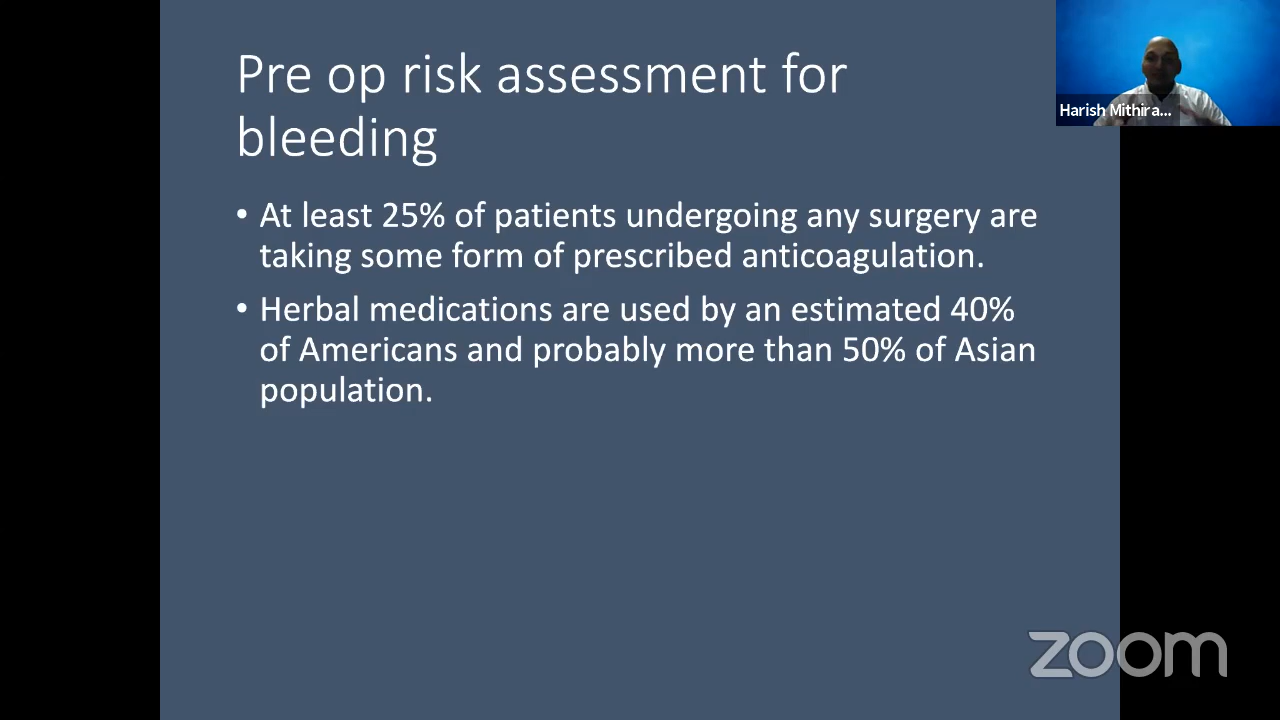 Pre op risk assessment for
bleeding
• At least 25% of patients undergoing any surgery are
taking some form of prescribed anticoagulation.
• Herbal medications are used by an estimated 40%
of Americans and probably more than 50% of Asian
population.
Harish Mithira...
zoom